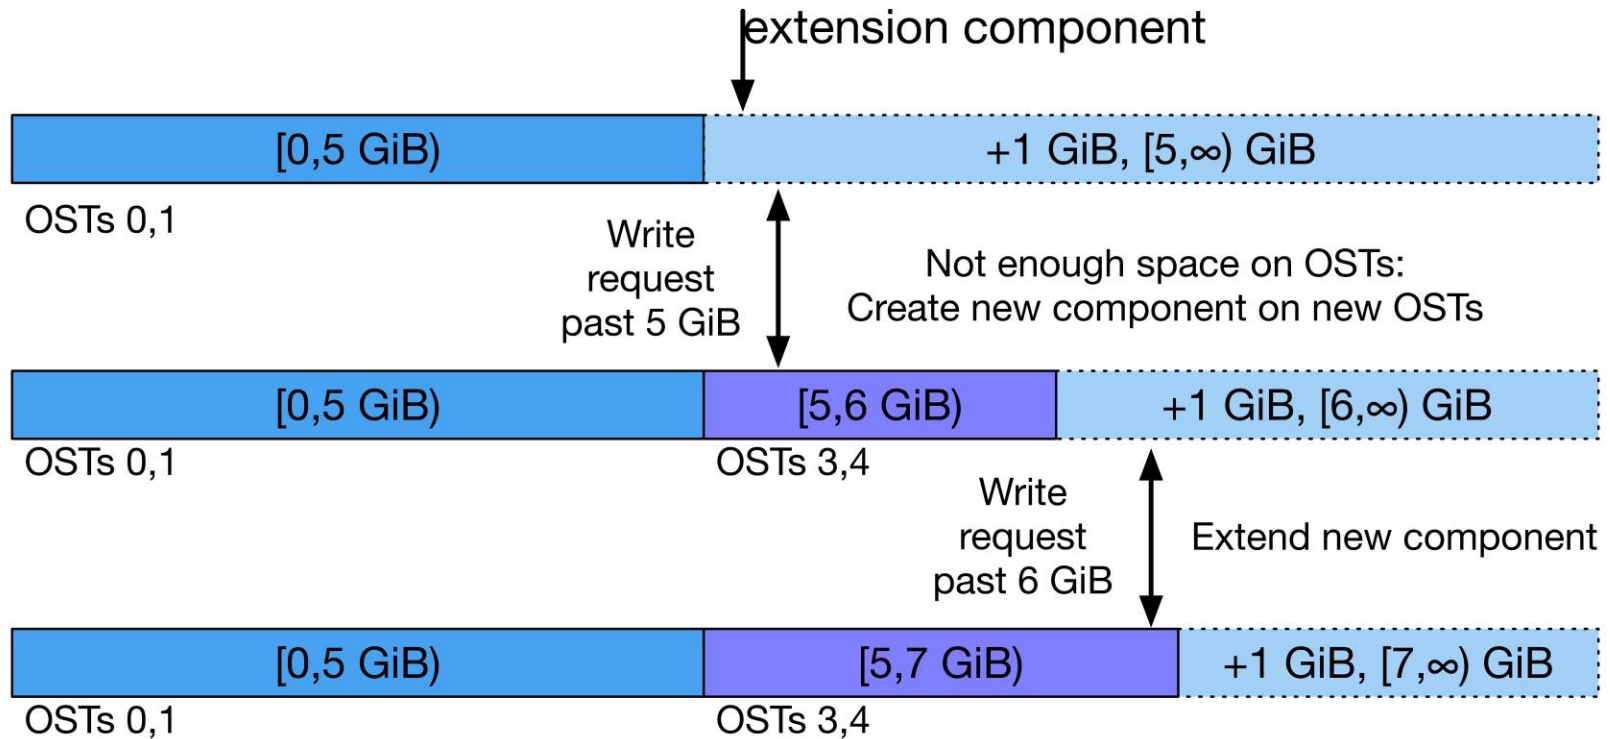 extension component
[0,5 GiB)
+1 GiB, [5,∞) GiB
OSTs 0,1
Write
request
past 5 GiB
Not enough space on OSTs:
Create new component on new OSTs
[0,5 GiB)
[5,6 GiB)
+1 GiB, [6,∞) GiB
OSTs 0,1
OSTs 3,4
Write
request
past 6 GiB
Extend new component
[0,5 GiB)
[5,7 GiB)
+1 GiB, [7,∞) GiB
OSTs 0,1
OSTs 3,4